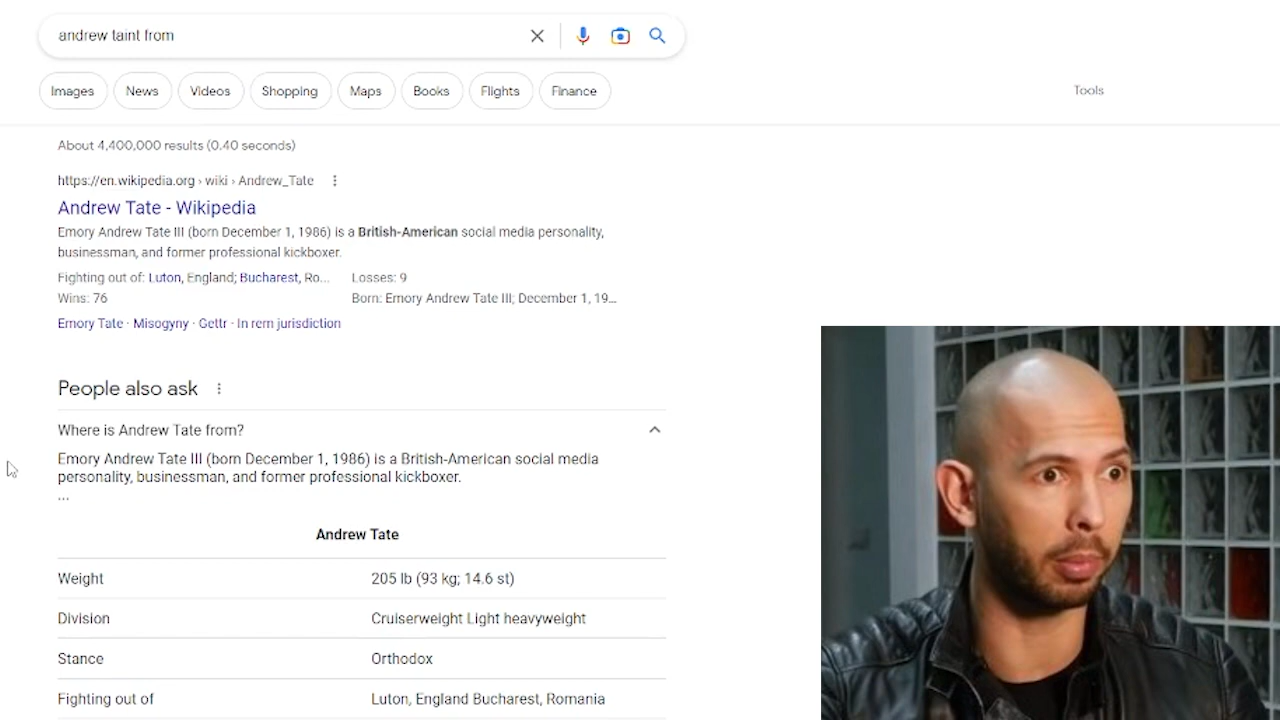 andrew taint from
Images News Videos Shopping Maps Books Flights Finance Tools
About 4,400,000 results (0.40 seconds)
https://en.wikipedia.org › wiki › Andrew_Tate
Andrew Tate - Wikipedia
Emory Andrew Tate III (born December 1, 1986) is a British-American social media personality,
businessman, and former professional kickboxer.
Fighting out of: Luton, England; Bucharest, Ro... Losses: 9
Wins: 76 Born: Emory Andrew Tate III; December 1, 19...
Emory Tate · Misogyny · Gettr · In rem jurisdiction
People also ask
Where is Andrew Tate from?
Emory Andrew Tate III (born December 1, 1986) is a British-American social media
personality, businessman, and former professional kickboxer.
...
Andrew Tate
Weight 205 lb (93 kg; 14.6 st)
Division Cruiserweight Light heavyweight
Stance Orthodox
Fighting out of Luton, England Bucharest, Romania